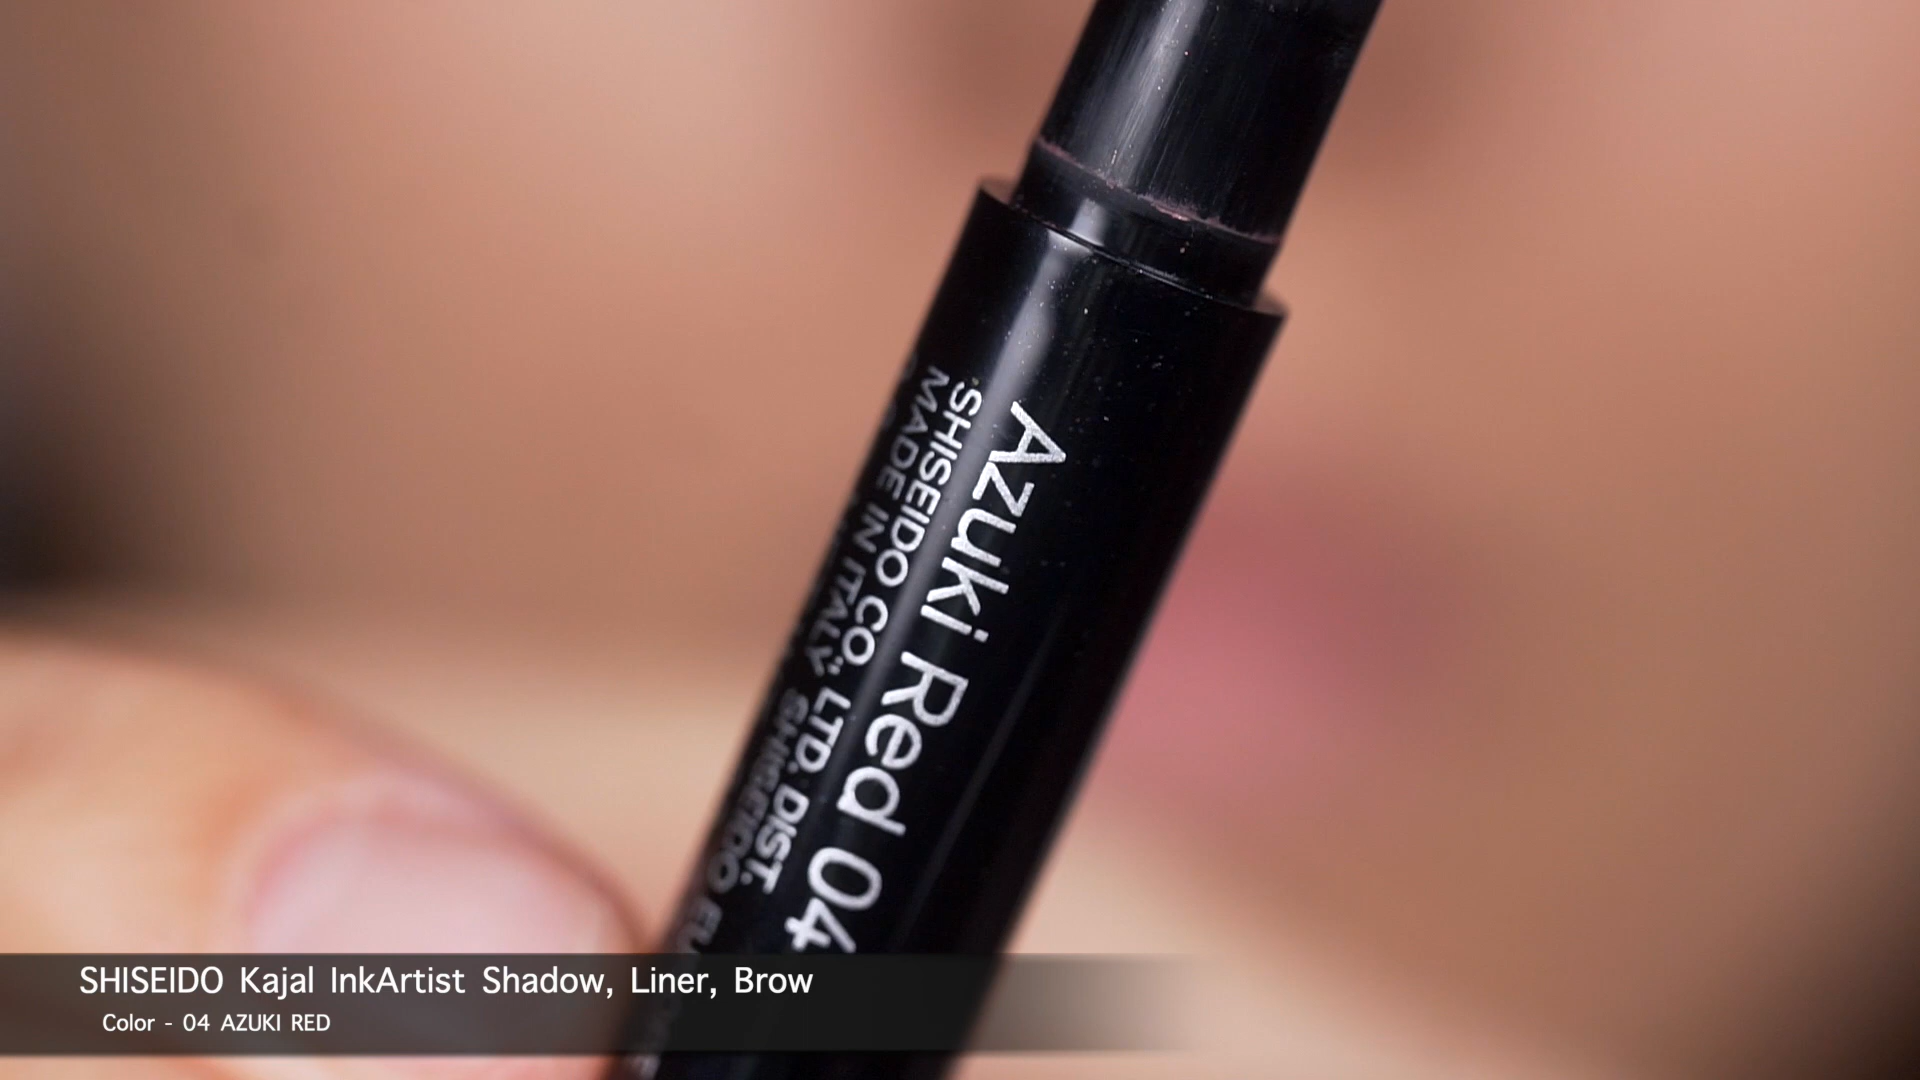 Azuki Red 04
SHISEIDO CO., LTD. DIST.
MADE IN ITALY SHISEIDO
SHISEIDO Kajal InkArtist Shadow, Liner, Brow
Color - 04 AZUKI RED